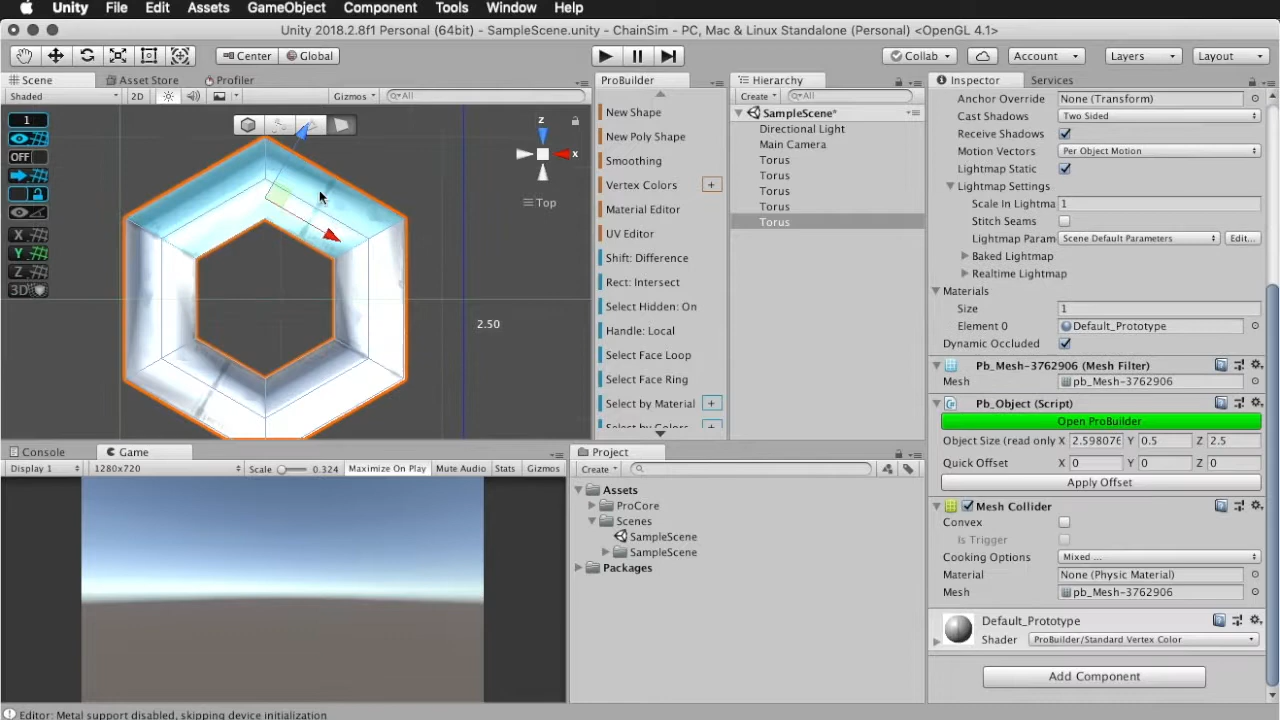 Unity File Edit Assets GameObject Component Tools Window Help
Unity 2018.2.8f1 Personal (64bit) - SampleScene.unity - ChainSim - PC, Mac & Linux Standalone (Personal) <OpenGL 4.1>
Center Global Collab Account Layers Layout
Scene Asset Store Profiler
Shaded 2D Gizmos All
1
OFF
X
Y
Z
3D
z
x
Top
2.50
ProBuilder
New Shape
New Poly Shape
Smoothing
Vertex Colors +
Material Editor
UV Editor
Shift: Difference
Rect: Intersect
Select Hidden: On
Handle: Local
Select Face Loop
Select Face Ring
Select by Material +
Select by Colors +
Hierarchy
Create All
SampleScene*
Directional Light
Main Camera
Torus
Torus
Torus
Torus
Torus
Inspector Services
Anchor Override None (Transform)
Cast Shadows Two Sided
Receive Shadows
Motion Vectors Per Object Motion
Lightmap Static
Lightmap Settings
Scale In Lightma 1
Stitch Seams
Lightmap Param Scene Default Parameters Edit...
Baked Lightmap
Realtime Lightmap
Materials
Size 1
Element 0 Default_Prototype
Dynamic Occluded
Pb_Mesh-3762906 (Mesh Filter)
Mesh pb_Mesh-3762906
Pb_Object (Script)
Open ProBuilder
Object Size (read only X 2.598076 Y 0.5 Z 2.5
Quick Offset X 0 Y 0 Z 0
Apply Offset
Mesh Collider
Convex
Is Trigger
Cooking Options Mixed ...
Material None (Physic Material)
Mesh pb_Mesh-3762906
Default_Prototype
Shader ProBuilder/Standard Vertex Color
Add Component
Console Game
Display 1 1280x720 Scale 0.324 Maximize On Play Mute Audio Stats Gizmos
Project
Create
Assets
ProCore
Scenes
SampleScene
SampleScene
Packages
Editor: Metal support disabled, skipping device initialization